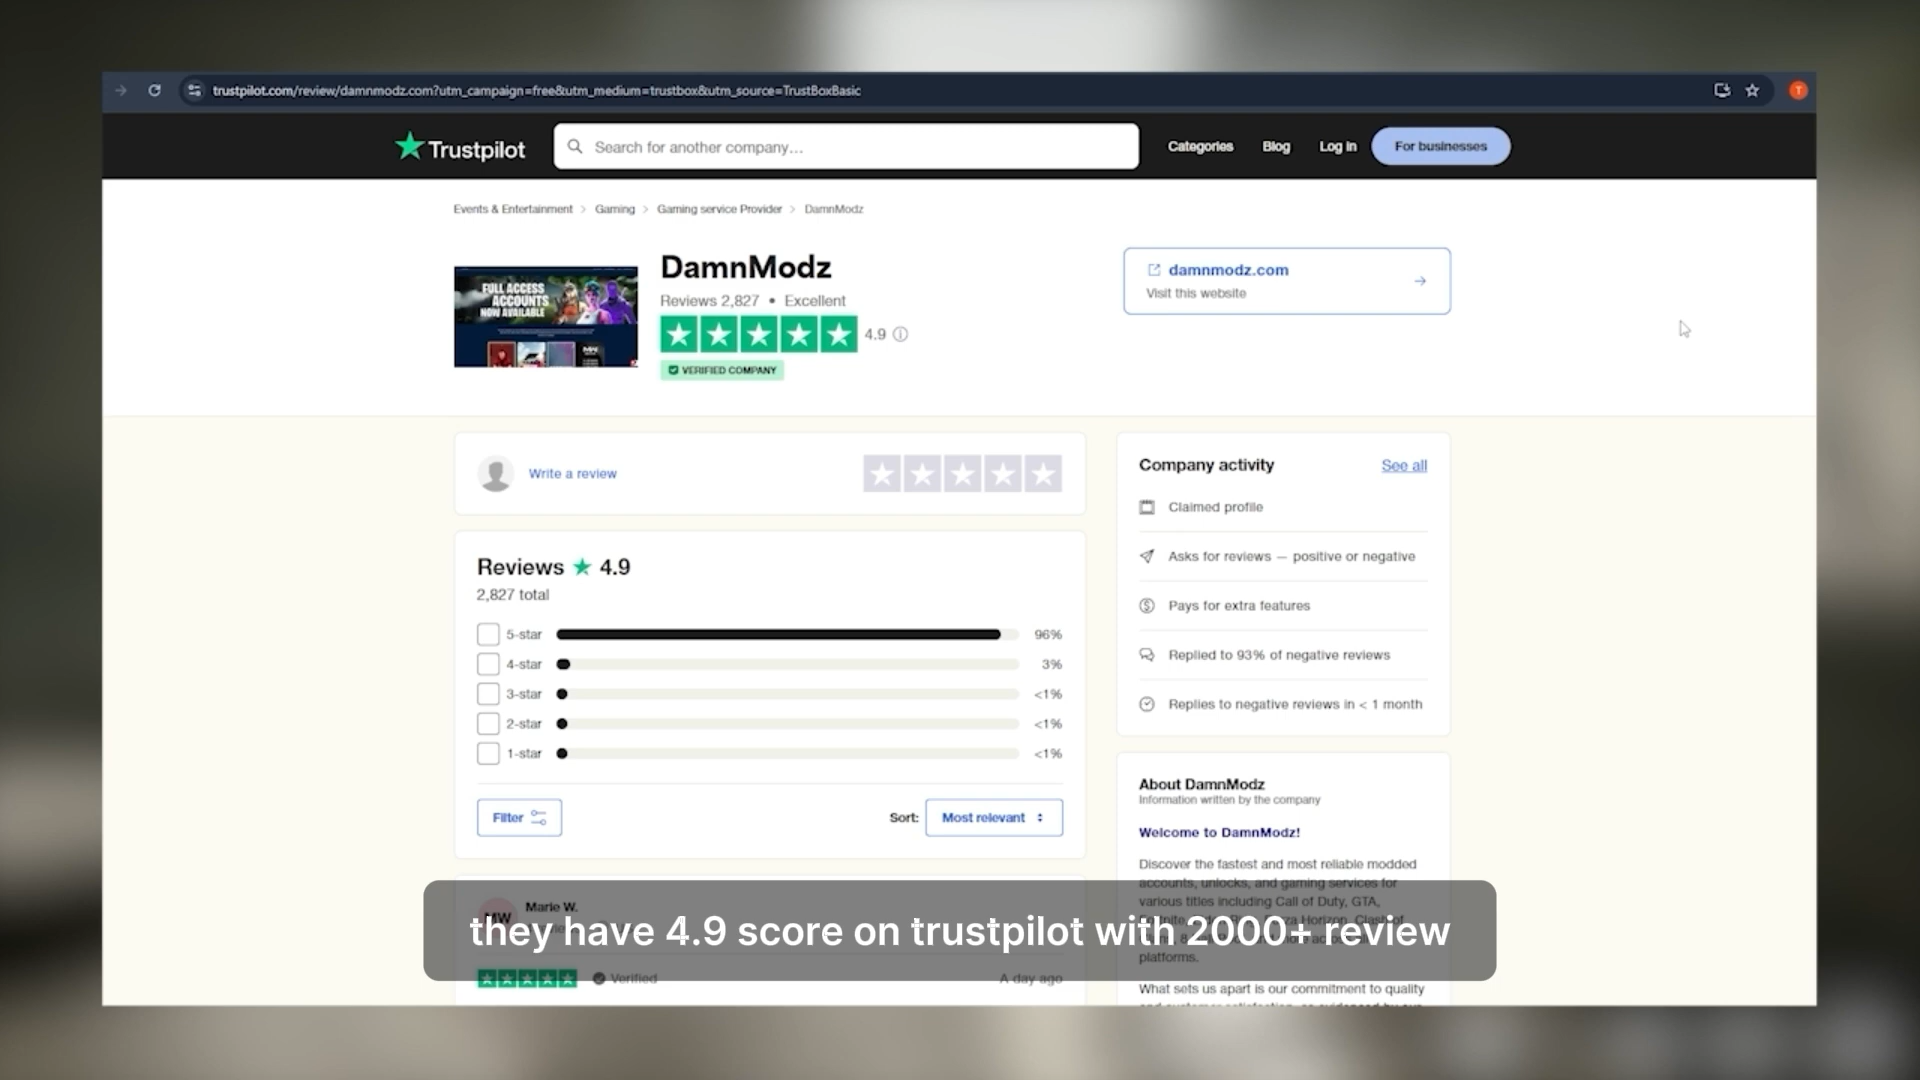 trustpilot.com/review/damnmodz.com?utm_campaign=free&utm_medium=trustbox&utm_source=TrustBoxBasic
T
Trustpilot
Search for another company...
Categories
Blog
Log in
For businesses
Events & Entertainment > Gaming > Gaming service Provider > DamnModz
FULL ACCESS
ACCOUNTS
NOW AVAILABLE
DamnModz
Reviews 2,827 • Excellent
4.9
VERIFIED COMPANY
damnmodz.com
Visit this website
Write a review
Reviews ★ 4.9
2,827 total
5-star 96%
4-star 3%
3-star <1%
2-star <1%
1-star <1%
Filter
Sort: Most relevant
Company activity See all
Claimed profile
Asks for reviews — positive or negative
Pays for extra features
Replied to 93% of negative reviews
Replies to negative reviews in < 1 month
About DamnModz
Information written by the company
Welcome to DamnModz!
Discover the fastest and most reliable modded
accounts, unlocks, and gaming services for
various titles including Call of Duty, GTA,
platforms.
What sets us apart is our commitment to quality
MW
Marie W.
Verified
A day ago
they have 4.9 score on trustpilot with 2000+ review